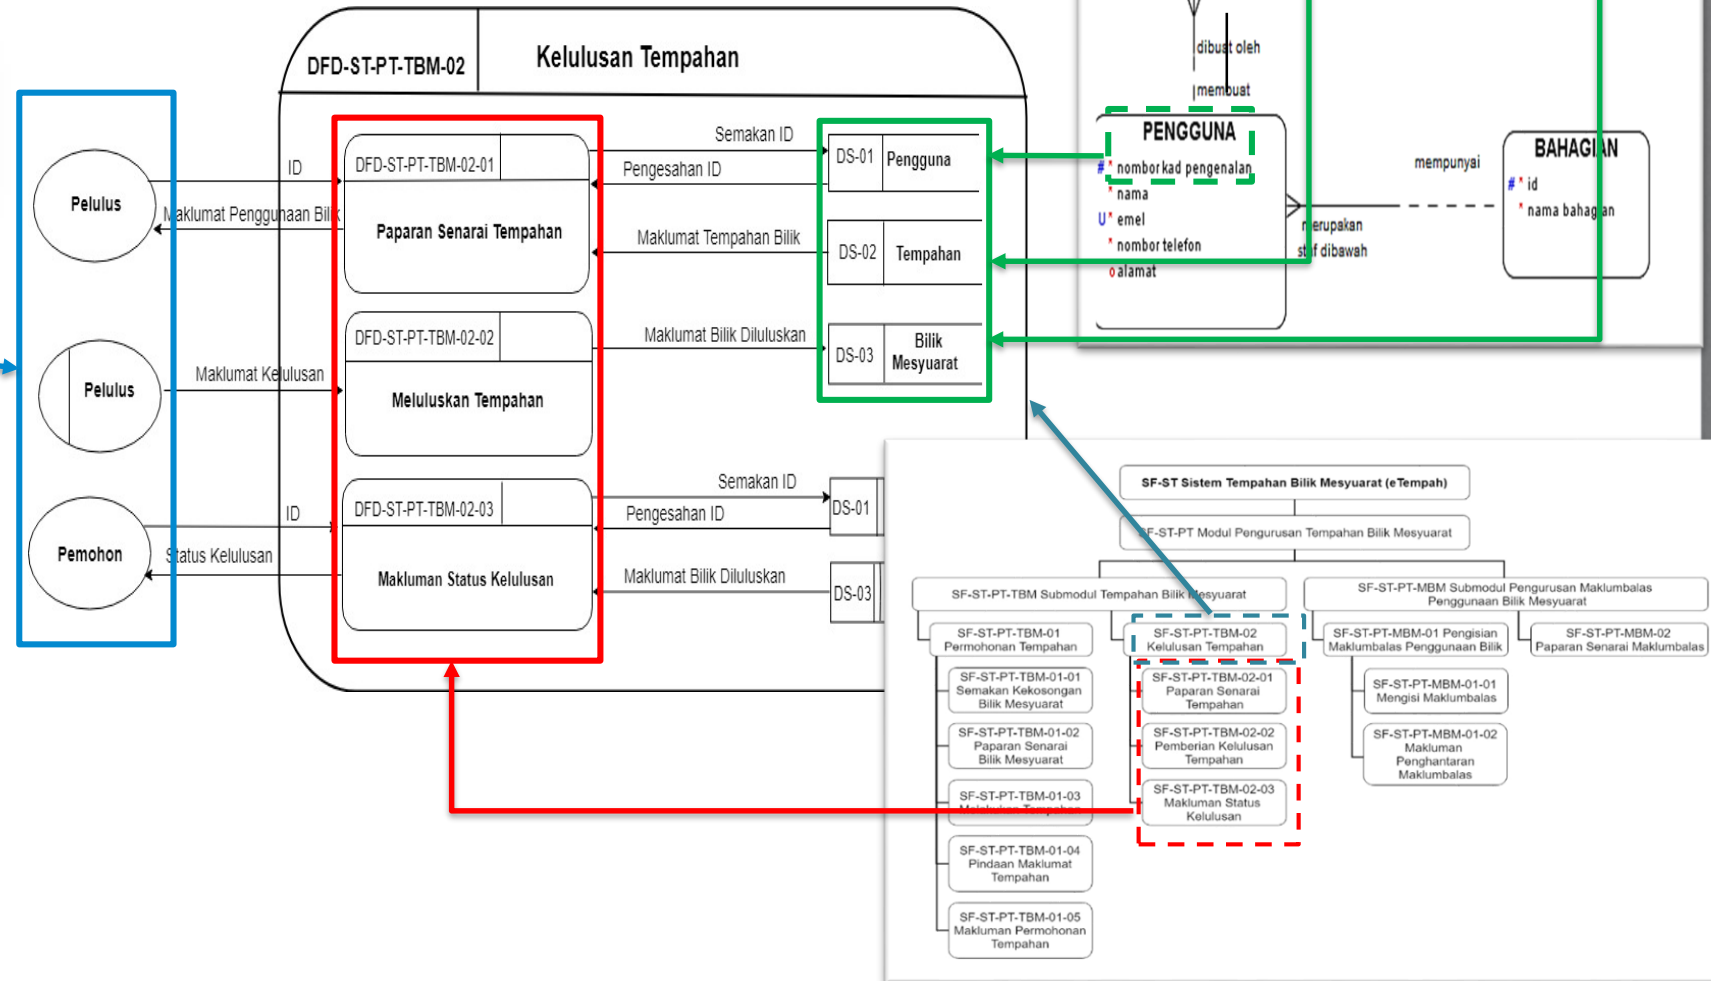 DFD-ST-PT-TBM-02
Kelulusan Tempahan
Pelulus
ID
Maklumat Penggunaan Bilik
DFD-ST-PT-TBM-02-01
Paparan Senarai Tempahan
Semakan ID
Pengesahan ID
DS-01
Pengguna
Maklumat Tempahan Bilik
DS-02
Tempahan
Pelulus
Maklumat Kelulusan
DFD-ST-PT-TBM-02-02
Meluluskan Tempahan
Maklumat Bilik Diluluskan
DS-03
Bilik
Mesyuarat
Pemohon
ID
Status Kelulusan
DFD-ST-PT-TBM-02-03
Makluman Status Kelulusan
Semakan ID
Pengesahan ID
DS-01
Maklumat Bilik Diluluskan
DS-03
dibuat oleh
membuat
PENGGUNA
# * nombor kad pengenalan
* nama
U * emel
* nombor telefon
o alamat
mempunyai
merupakan
staf dibawah
BAHAGIAN
# * id
* nama bahagian
SF-ST Sistem Tempahan Bilik Mesyuarat (eTempah)
SF-ST-PT Modul Pengurusan Tempahan Bilik Mesyuarat
SF-ST-PT-TBM Submodul Tempahan Bilik Mesyuarat
SF-ST-PT-MBM Submodul Pengurusan Maklumbalas
Penggunaan Bilik Mesyuarat
SF-ST-PT-TBM-01
Permohonan Tempahan
SF-ST-PT-TBM-01-01
Semakan Kekosongan
Bilik Mesyuarat
SF-ST-PT-TBM-01-02
Paparan Senarai
Bilik Mesyuarat
SF-ST-PT-TBM-01-03
Melakukan Tempahan
SF-ST-PT-TBM-01-04
Pindaan Maklumat
Tempahan
SF-ST-PT-TBM-01-05
Makluman Permohonan
Tempahan
SF-ST-PT-TBM-02
Kelulusan Tempahan
SF-ST-PT-TBM-02-01
Paparan Senarai
Tempahan
SF-ST-PT-TBM-02-02
Pemberian Kelulusan
Tempahan
SF-ST-PT-TBM-02-03
Makluman Status
Kelulusan
SF-ST-PT-MBM-01 Pengisian
Maklumbalas Penggunaan Bilik
SF-ST-PT-MBM-01-01
Mengisi Maklumbalas
SF-ST-PT-MBM-01-02
Makluman
Penghantaran
Maklumbalas
SF-ST-PT-MBM-02
Paparan Senarai Maklumbalas